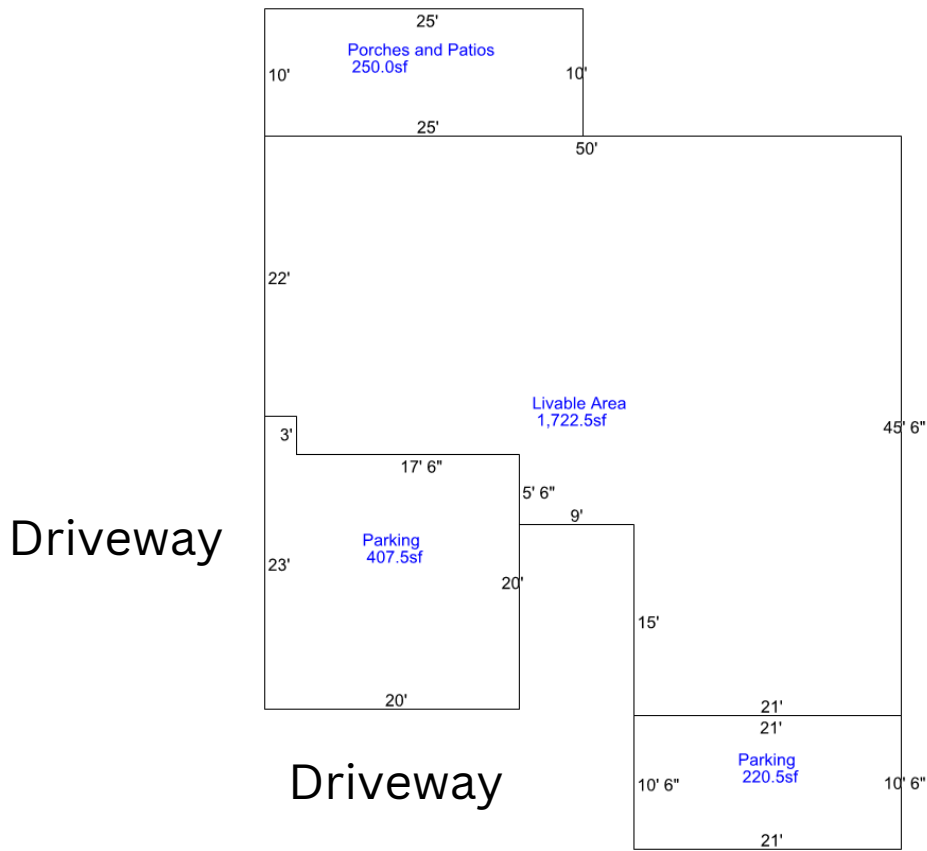 25'
Porches and Patios
250.0sf
10'
10'
25'
50'
22'
Livable Area
1,722.5sf
45' 6"
3'
17' 6"
5' 6"
9'
Driveway
Parking
407.5sf
23'
20'
15'
20'
21'
21'
Driveway
Parking
220.5sf
10' 6"
10' 6"
21'